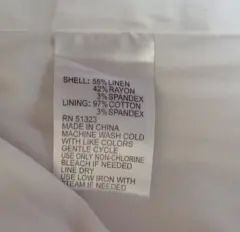 SHELL: 55% LINEN
42% RAYON
3% SPANDEX
LINING: 97% COTTON
3% SPANDEX
RN 51323
MADE IN CHINA
MACHINE WASH COLD
WITH LIKE COLORS
GENTLE CYCLE
USE ONLY NON-CHLORINE
BLEACH IF NEEDED
LINE DRY
USE LOW IRON WITH
STEAM IF NEEDED